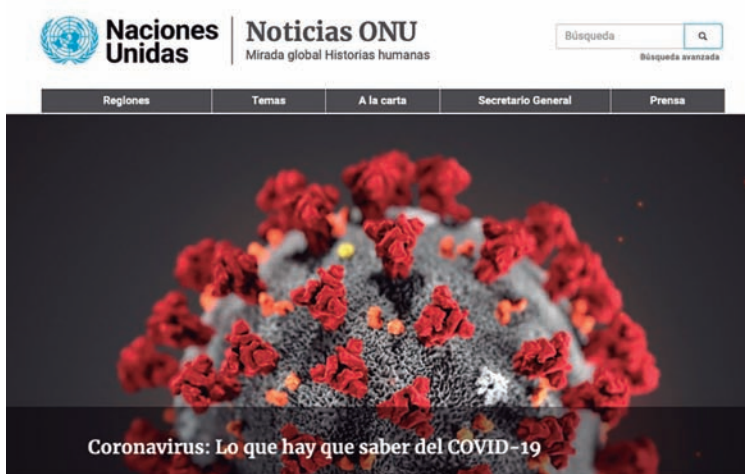 Naciones
Unidas
Noticias ONU
Mirada global Historias humanas
Búsqueda
Búsqueda avanzada
Regiones
Temas
A la carta
Secretario General
Prensa
Coronavirus: Lo que hay que saber del COVID-19